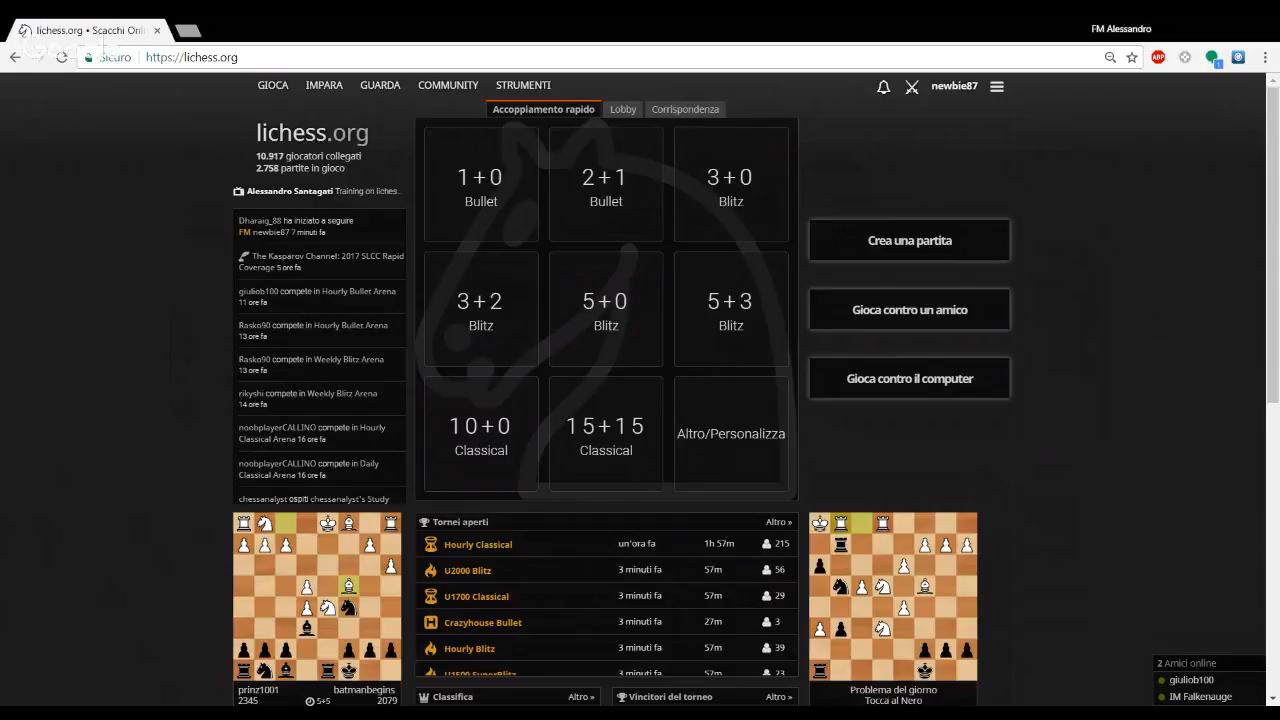 lichess.org • Scacchi Onli
FM Alessandro
Sicuro https://lichess.org
ABP
1
GIOCA IMPARA GUARDA COMMUNITY STRUMENTI
newbie87
Accoppiamento rapido Lobby Corrispondenza
lichess.org
10.917 giocatori collegati
2.758 partite in gioco
Alessandro Santagati Training on liches..
Dharaig_88 ha iniziato a seguire
FM newbie87 7 minuti fa
The Kasparov Channel: 2017 SLCC Rapid
Coverage 5 ore fa
giuliob100 compete in Hourly Bullet Arena
11 ore fa
Rasko90 compete in Hourly Bullet Arena
13 ore fa
Rasko90 compete in Weekly Blitz Arena
13 ore fa
rikyshi compete in Weekly Blitz Arena
14 ore fa
noobplayerCALLINO compete in Hourly
Classical Arena 16 ore fa
noobplayerCALLINO compete in Daily
Classical Arena 16 ore fa
chessanalyst ospiti chessanalyst's Study
1+0
Bullet
2+1
Bullet
3+0
Blitz
3+2
Blitz
5+0
Blitz
5+3
Blitz
10+0
Classical
15+15
Classical
Altro/Personalizza
Crea una partita
Gioca contro un amico
Gioca contro il computer
Tornei aperti Altro »
Hourly Classical un'ora fa 1h 57m 215
U2000 Blitz 3 minuti fa 57m 56
U1700 Classical 3 minuti fa 57m 29
Crazyhouse Bullet 3 minuti fa 27m 3
Hourly Blitz 3 minuti fa 57m 39
U1500 SuperBlitz 3 minuti fa 57m 23
Classifica Altro »
Vincitori del torneo Altro »
prinz1001 batmanbegins
2345 5+5 2079
Problema del giorno
Tocca al Nero
2 Amici online
giuliob100
IM Falkenauge